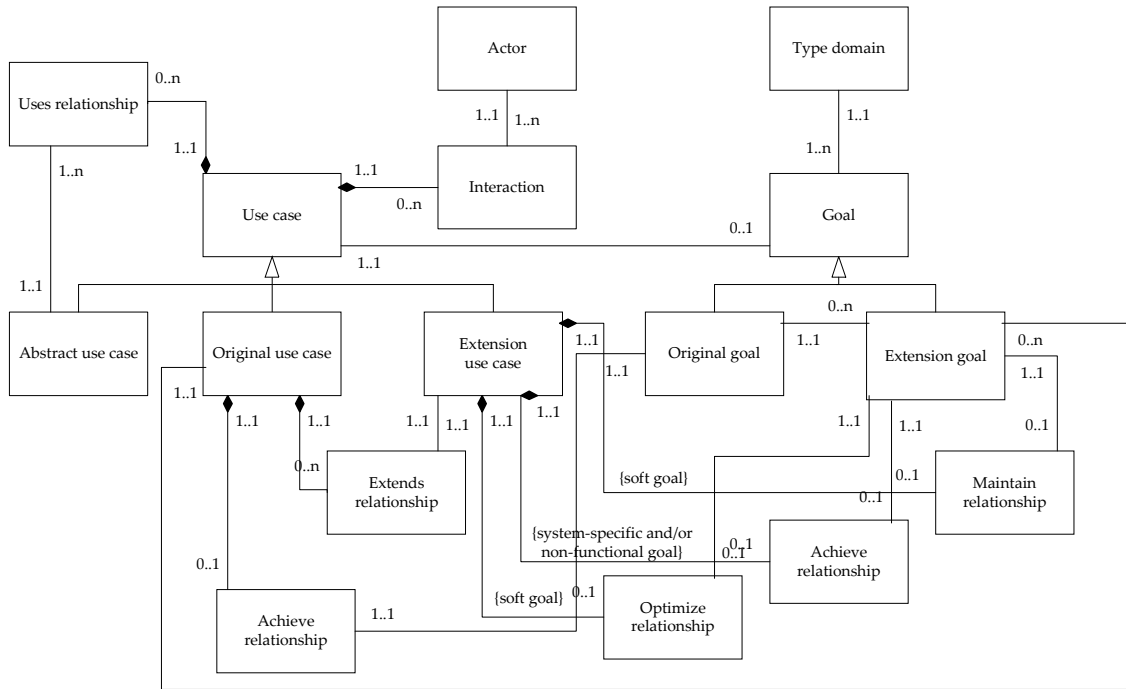 Actor
Type domain
0..n
Uses relationship
1..1
1..1
1..n
1..1
1..n
1..n
1..1
Interaction
Use case
Goal
0..n
0..1
1..1
1..1
0..n
Abstract use case
Original use case
Extension
use case
1..1
Original goal
1..1
Extension goal
0..n
1..1
1..1
1..1
1..1
1..1
1..1
1..1
1..1
1..1
1..1
1..1
0..1
0..n
Extends
relationship
{soft goal}
0..1
Maintain
relationship
0..1
{system-specific and/or
non-functional goal}
0..1
0..1
Achieve
relationship
0..1
{soft goal}
0..1
Optimize
relationship
Achieve
relationship
1..1